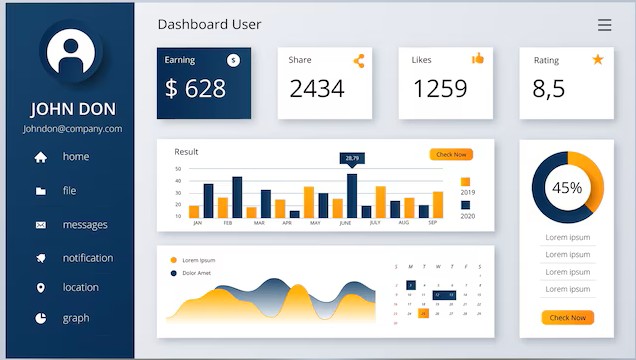 Dashboard User
JOHN DON
Johndon@company.com
home
file
messages
notification
location
graph
Earning
$
$ 628
Share
2434
Likes
1259
Rating
8,5
Result
28,79
Check Now
50
40
30
20
10
JAN FEB MAR APR MAY JUNE JULY AUG SEP
2019
2020
Lorem ipsum
Dolor Amet
S M T W T F S
45%
Lorem ipsum
Lorem ipsum
Lorem ipsum
Lorem ipsum
Check Now